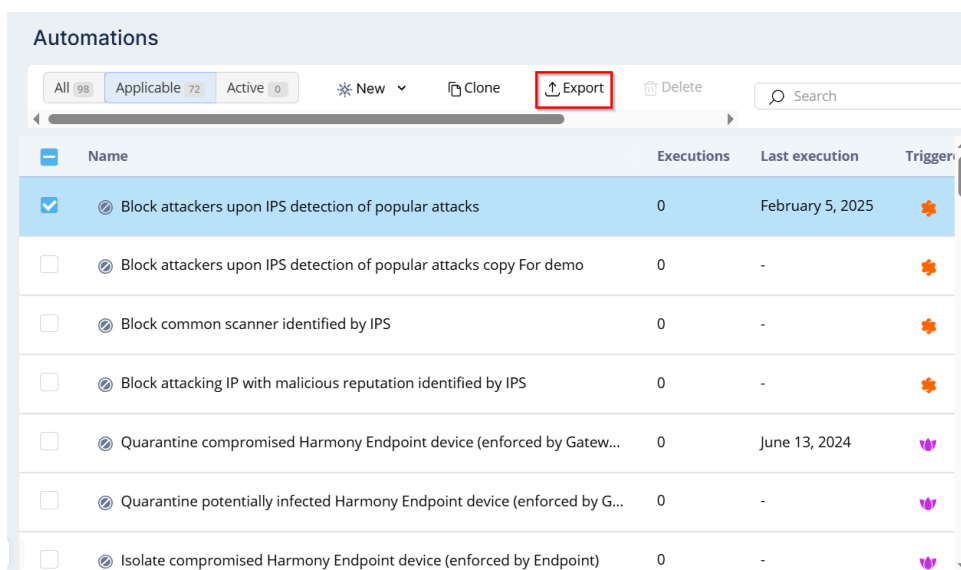 Automations
All 98 Applicable 72 Active 0 New Clone Export Delete Search
Name Executions Last execution Trigger
Block attackers upon IPS detection of popular attacks 0 February 5, 2025
Block attackers upon IPS detection of popular attacks copy For demo 0 -
Block common scanner identified by IPS 0 -
Block attacking IP with malicious reputation identified by IPS 0 -
Quarantine compromised Harmony Endpoint device (enforced by Gatew... 0 June 13, 2024
Quarantine potentially infected Harmony Endpoint device (enforced by G... 0 -
Isolate compromised Harmony Endpoint device (enforced by Endpoint) 0 -